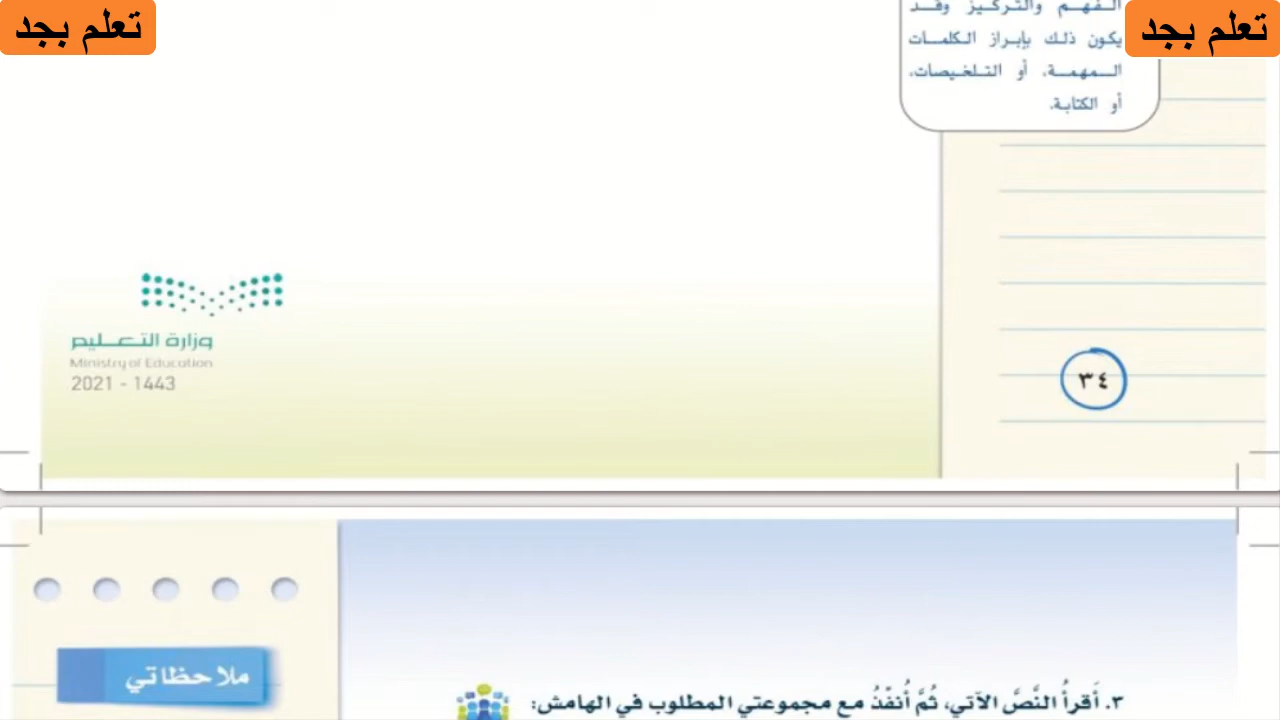 تعلم بجد
تعلم بجد
الفهم والتركيز وقد
يكون ذلك بإبراز الكلمات
المهمة، أو التلخيصات،
أو الكتابة.
وزارة التعليم
Ministry of Education
2021 - 1443
٣٤
ملاحظاتي
٣. أَقرأُ النَّصَّ الآتي، ثُمَّ أُنفِّذُ مع مجموعتي المطلوب في الهامش: